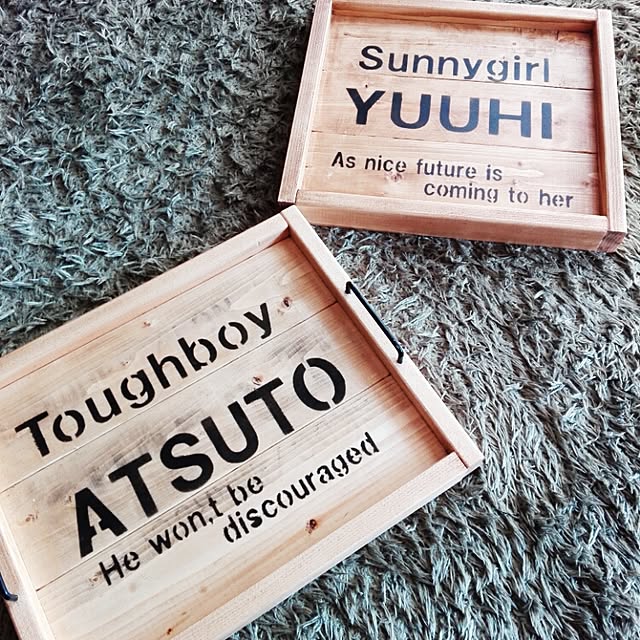 Sunnygirl
YUUHI
As nice future is
coming to her
Toughboy
ATSUTO
He won,t be
discouraged